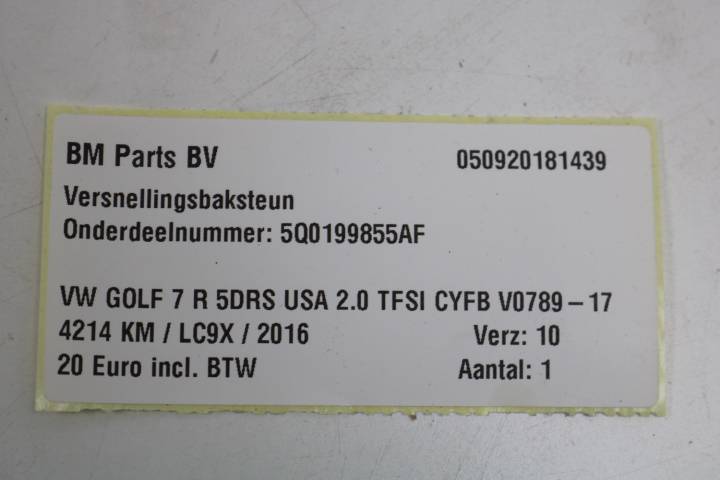 BM Parts BV 050920181439
Versnellingsbaksteun
Onderdeelnummer: 5Q0199855AF
VW GOLF 7 R 5DRS USA 2.0 TFSI CYFB V0789-17
4214 KM / LC9X / 2016 Verz: 10
20 Euro incl. BTW Aantal: 1